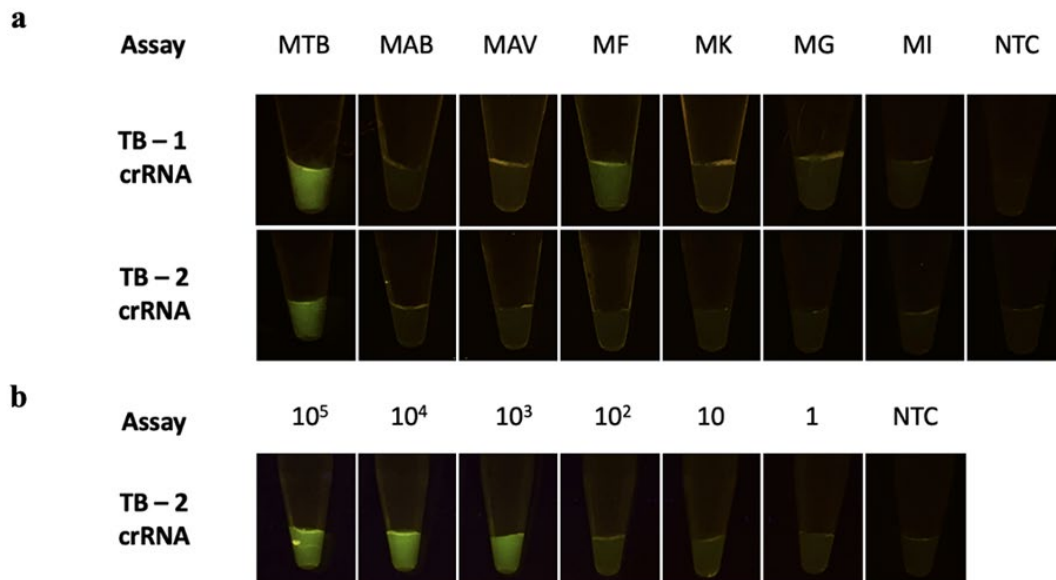 a
Assay MTB MAB MAV MF MK MG MI NTC
TB – 1
crRNA
TB – 2
crRNA
b
Assay 10⁵ 10⁴ 10³ 10² 10 1 NTC
TB – 2
crRNA